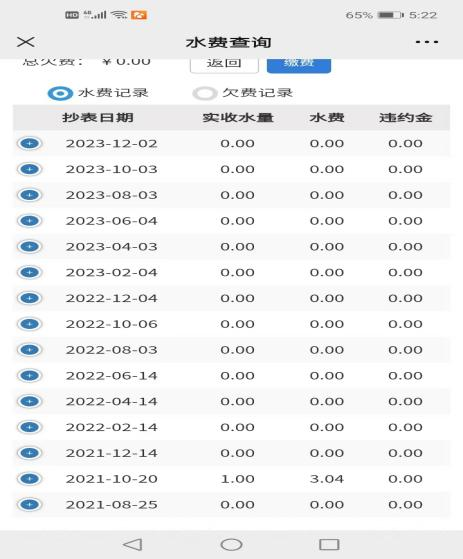 HD 4G 65% 5:22
水费查询
总欠费：￥0.00 返回 缴费
水费记录 欠费记录
抄表日期 实收水量 水费 违约金
2023-12-02 0.00 0.00 0.00
2023-10-03 0.00 0.00 0.00
2023-08-03 0.00 0.00 0.00
2023-06-04 0.00 0.00 0.00
2023-04-03 0.00 0.00 0.00
2023-02-04 0.00 0.00 0.00
2022-12-04 0.00 0.00 0.00
2022-10-06 0.00 0.00 0.00
2022-08-03 0.00 0.00 0.00
2022-06-14 0.00 0.00 0.00
2022-04-14 0.00 0.00 0.00
2022-02-14 0.00 0.00 0.00
2021-12-14 0.00 0.00 0.00
2021-10-20 1.00 3.04 0.00
2021-08-25 0.00 0.00 0.00